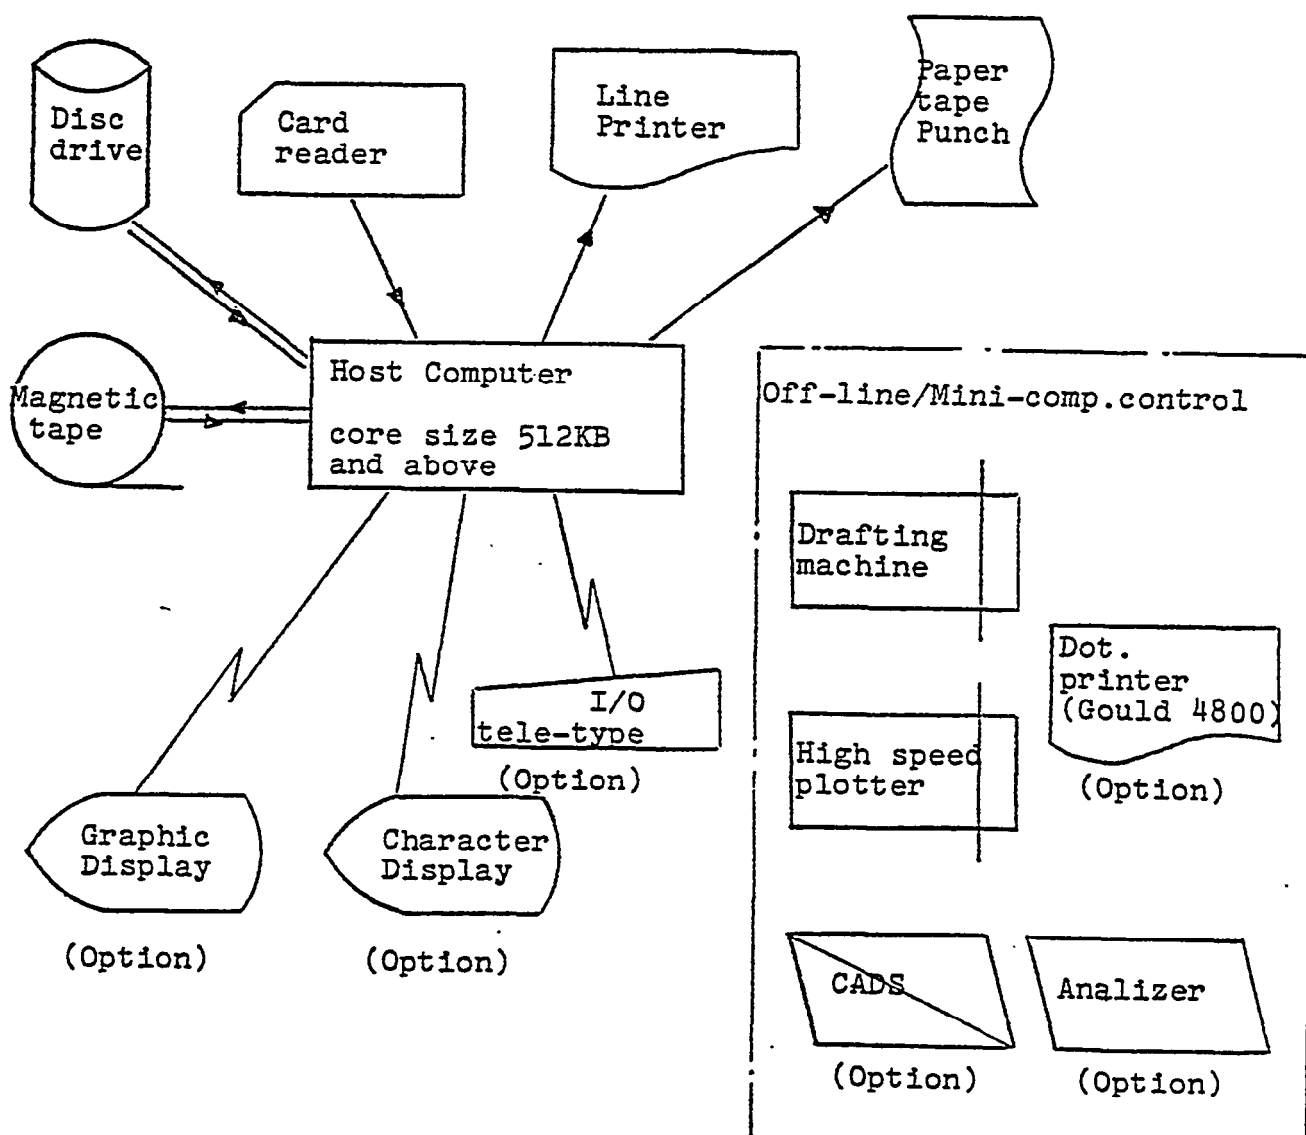 Disc
drive
Card
reader
Line
Printer
Paper
tape
Punch
Magnetic
tape
Host Computer
core size 512KB
and above
Off-line/Mini-comp.control
Drafting
machine
Dot.
printer
(Gould 4800)
(Option)
I/O
tele-type
(Option)
High speed
plotter
Graphic
Display
(Option)
Character
Display
(Option)
CADS
(Option)
Analizer
(Option)